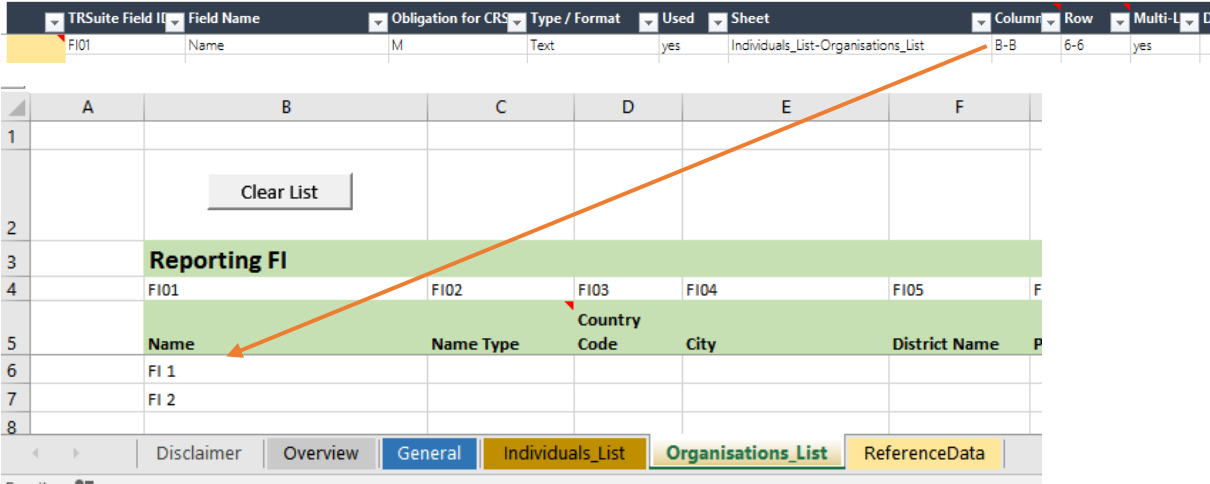 TRSuite Field ID Field Name Obligation for CRS Type / Format Used Sheet Column Row Multi-L D
FI01 Name M Text yes Individuals_List-Organisations_List B-B 6-6 yes
A B C D E F
1
Clear List
2
3 Reporting FI
4 FI01 FI02 FI03 FI04 FI05 F
Country
5 Name Name Type Code City District Name P
6 FI 1
7 FI 2
8
Disclaimer Overview General Individuals_List Organisations_List ReferenceData